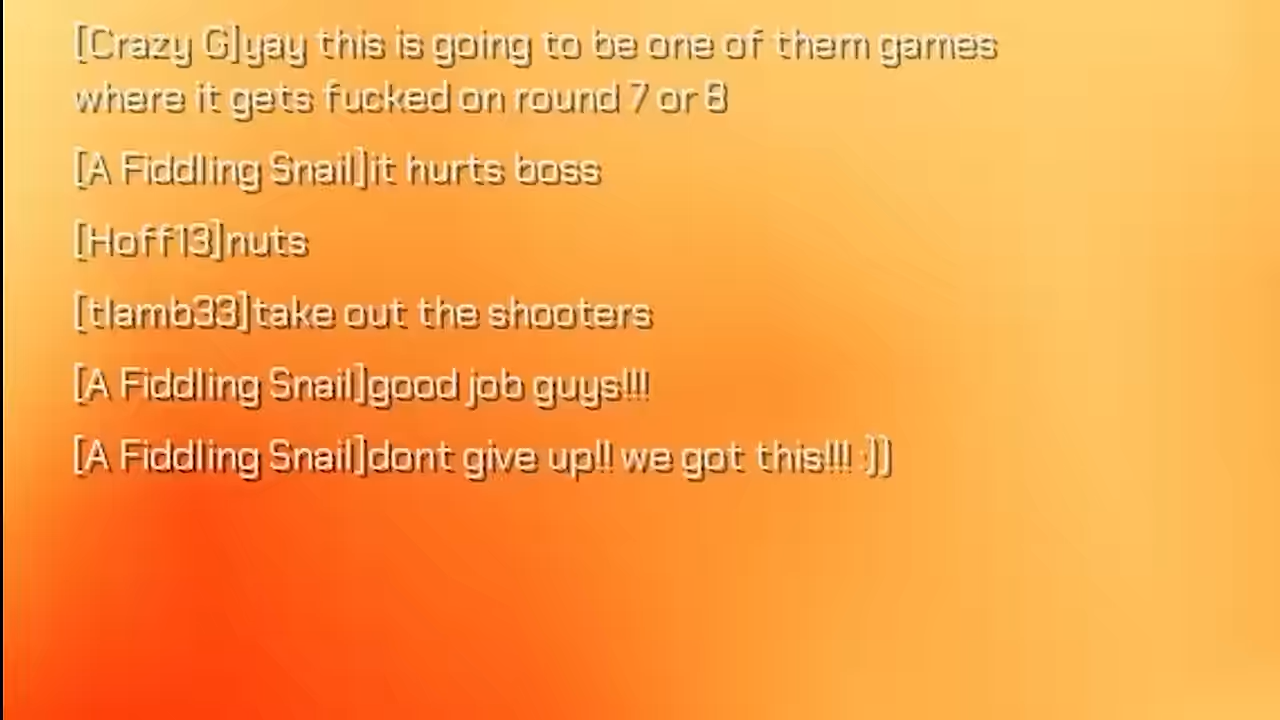 [Crazy G]yay this is going to be one of them games
where it gets fucked on round 7 or 8
[A Fiddling Snail]it hurts boss
[Hoff13]nuts
[tlamb33]take out the shooters
[A Fiddling Snail]good job guys!!!
[A Fiddling Snail]dont give up!! we got this!!! :))